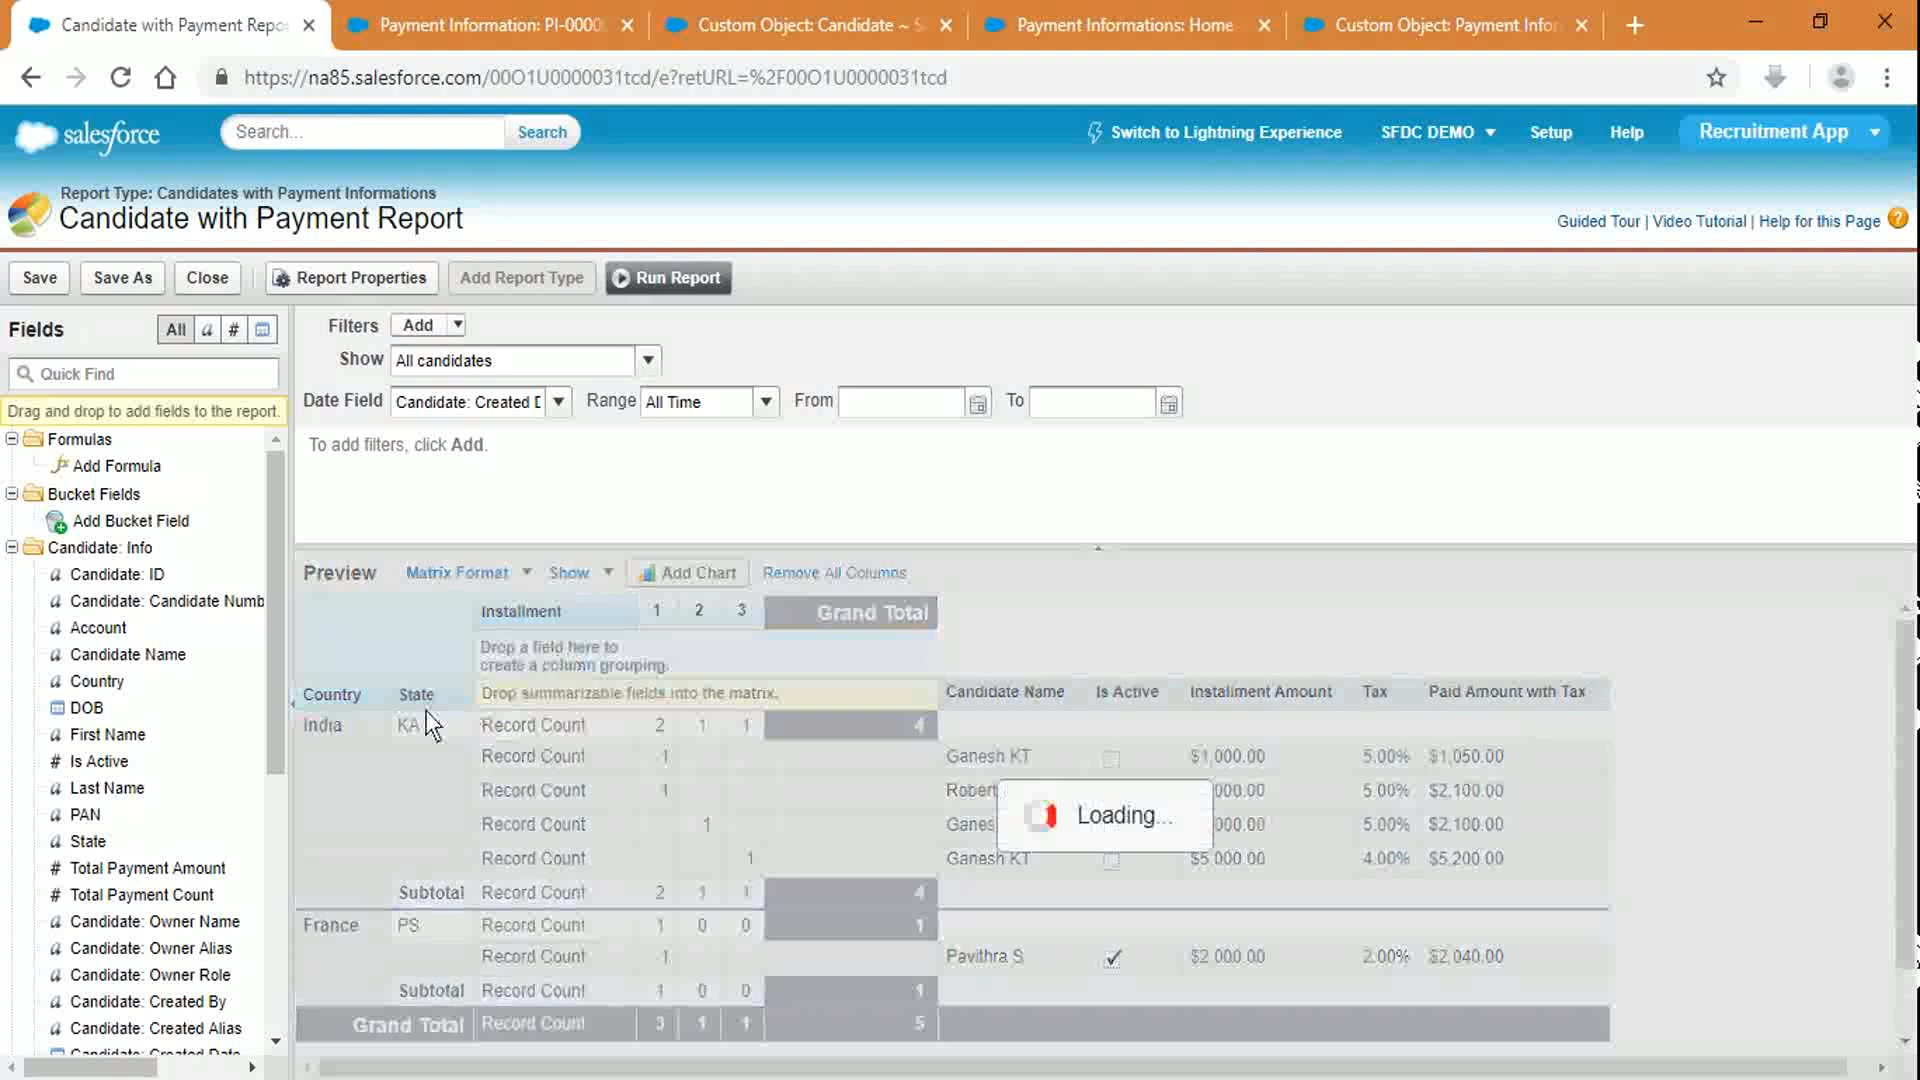 Candidate with Payment Repo
Payment Information: PI-0000
Custom Object: Candidate ~ S
Payment Informations: Home
Custom Object: Payment Infor
https://na85.salesforce.com/00O1U0000031tcd/e?retURL=%2F00O1U0000031tcd
salesforce
Search...
Search
Switch to Lightning Experience
SFDC DEMO
Setup
Help
Recruitment App
Report Type: Candidates with Payment Informations
Candidate with Payment Report
Guided Tour | Video Tutorial | Help for this Page ?
Save
Save As
Close
Report Properties
Add Report Type
Run Report
Fields
All a #
Quick Find
Drag and drop to add fields to the report.
Formulas
fx Add Formula
Bucket Fields
Add Bucket Field
Candidate: Info
a Candidate: ID
a Candidate: Candidate Numb
a Account
a Candidate Name
a Country
DOB
a First Name
# Is Active
a Last Name
a PAN
a State
# Total Payment Amount
# Total Payment Count
a Candidate: Owner Name
a Candidate: Owner Alias
a Candidate: Owner Role
a Candidate: Created By
a Candidate: Created Alias
Candidate: Created Date
Filters Add
Show All candidates
Date Field Candidate: Created D Range All Time From To
To add filters, click Add.
Preview Matrix Format Show Add Chart Remove All Columns
Installment 1 2 3 Grand Total
Drop a field here to
create a column grouping.
Country State Drop summarizable fields into the matrix. Candidate Name Is Active Installment Amount Tax Paid Amount with Tax
India KA Record Count 2 1 1 4
Record Count 1 Ganesh KT $1,000.00 5.00% $1,050.00
Record Count 1 Robert 000.00 5.00% $2,100.00
Loading...
Record Count 1 Ganes 000.00 5.00% $2,100.00
Record Count 1 Ganesh KT $5,000.00 4.00% $5,200.00
Subtotal Record Count 2 1 1 4
France PS Record Count 1 0 0 1
Record Count 1 Pavithra S $2,000.00 2.00% $2,040.00
Subtotal Record Count 1 0 0 1
Grand Total Record Count 3 1 1 5